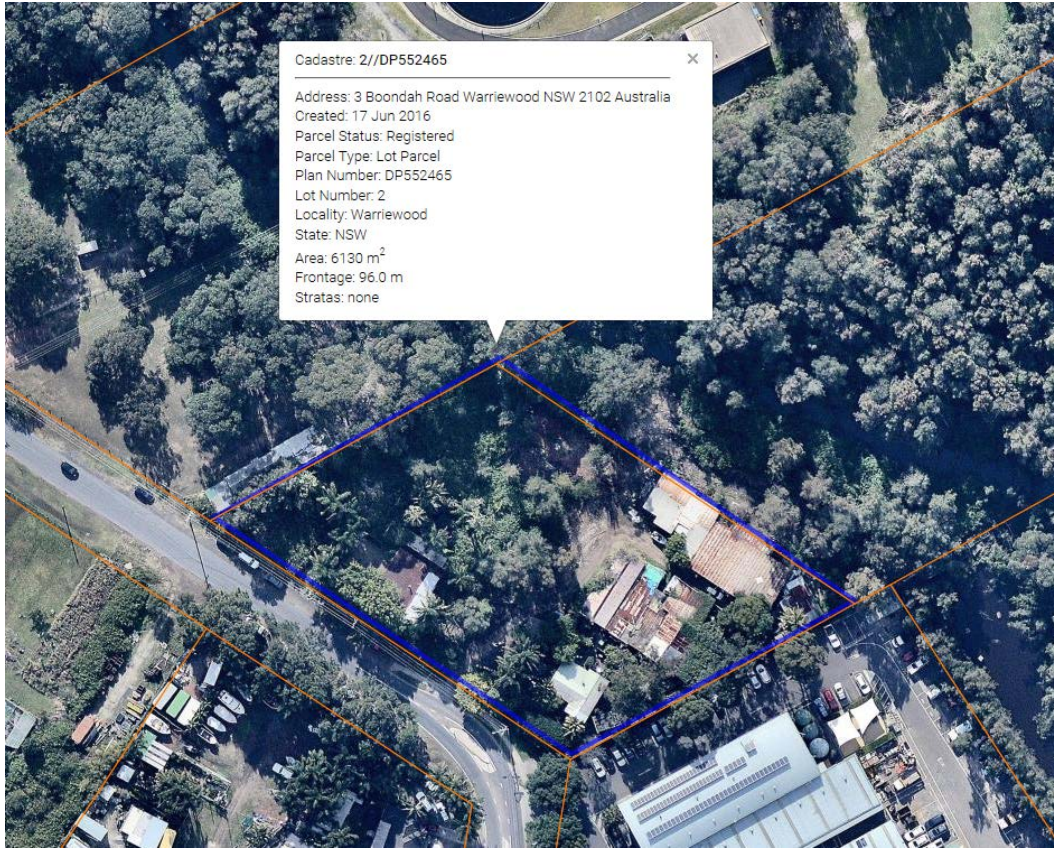 Cadastre: 2//DP552465 ×
Address: 3 Boondah Road Warriewood NSW 2102 Australia
Created: 17 Jun 2016
Parcel Status: Registered
Parcel Type: Lot Parcel
Plan Number: DP552465
Lot Number: 2
Locality: Warriewood
State: NSW
Area: 6130 m²
Frontage: 96.0 m
Stratas: none